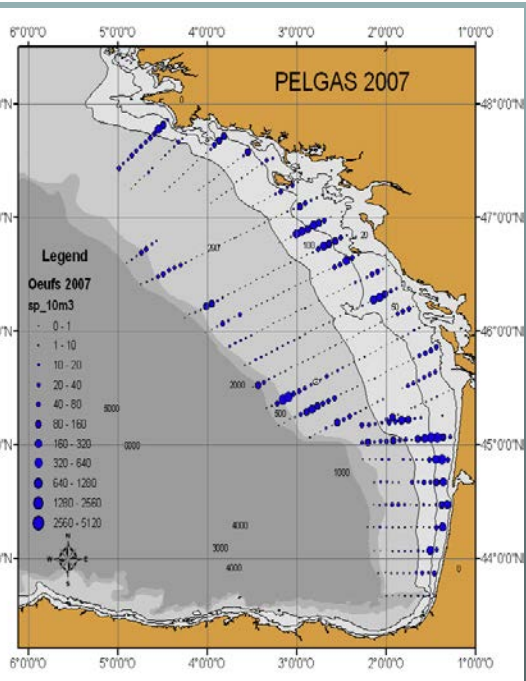 6°0'0"O 5°0'0"O 4°0'0"O 3°0'0"O 2°0'0"O 1°0'0"O
PELGAS 2007
0
48°0'0"N
47°0'0"N
20
100
200
Legend
Oeufs 2007
sp_10m3
0 - 1
1 - 10
10 - 20
20 - 40
40 - 80
80 - 160
160 - 320
320 - 640
640 - 1280
1280 - 2560
2560 - 5120
50
46°0'0"N
2000
500
5000
45°0'0"N
1000
4000
3000
4000
N
W E
S
44°0'0"N
0
6°0'0"O 5°0'0"O 4°0'0"O 3°0'0"O 2°0'0"O 1°0'0"O